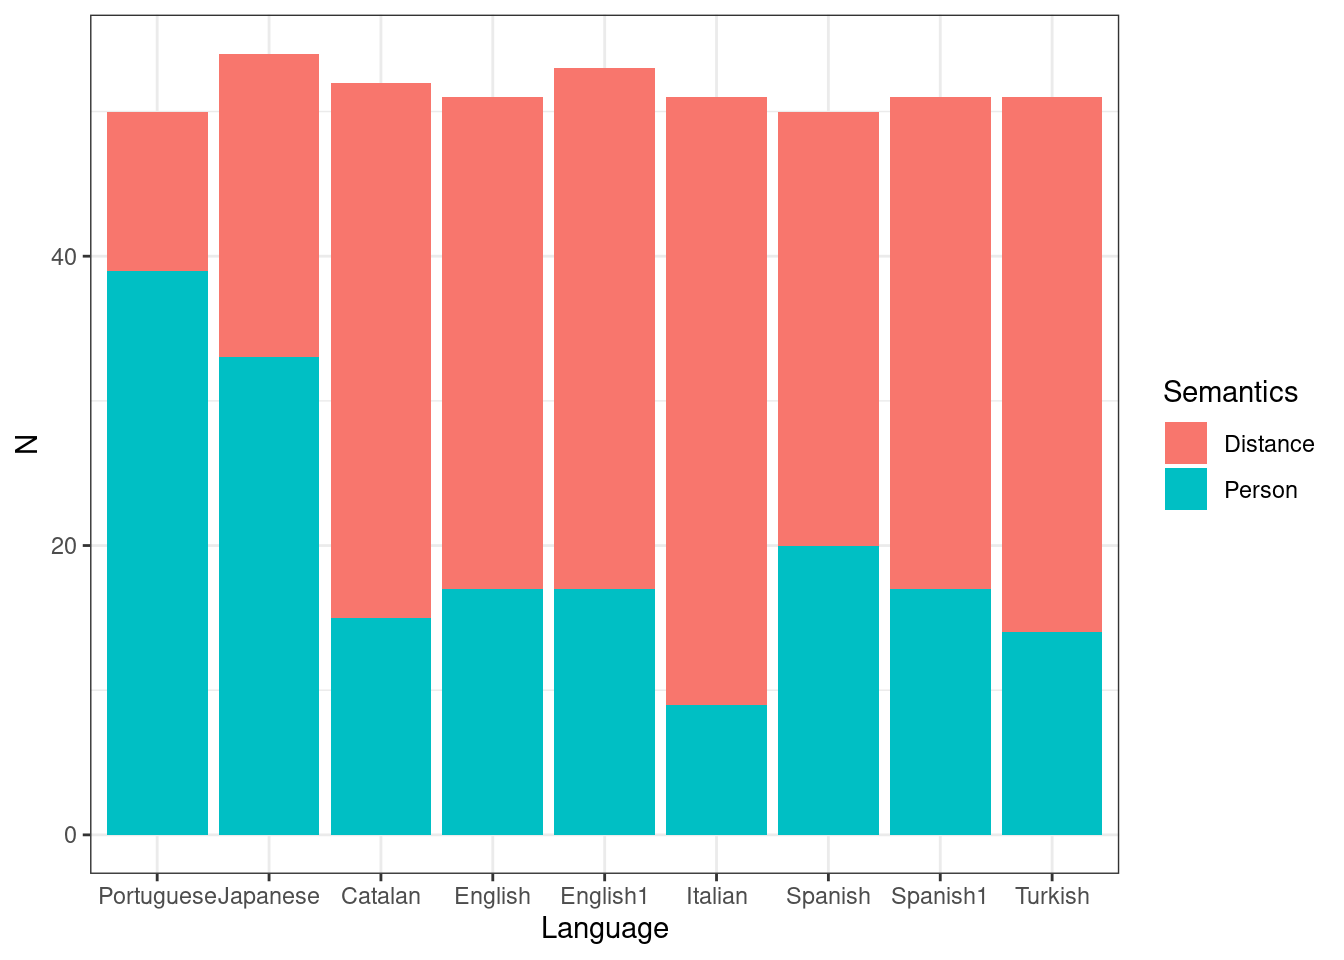 N
40
20
0
Portuguese Japanese Catalan English English1 Italian Spanish Spanish1 Turkish
Language
Semantics
Distance
Person